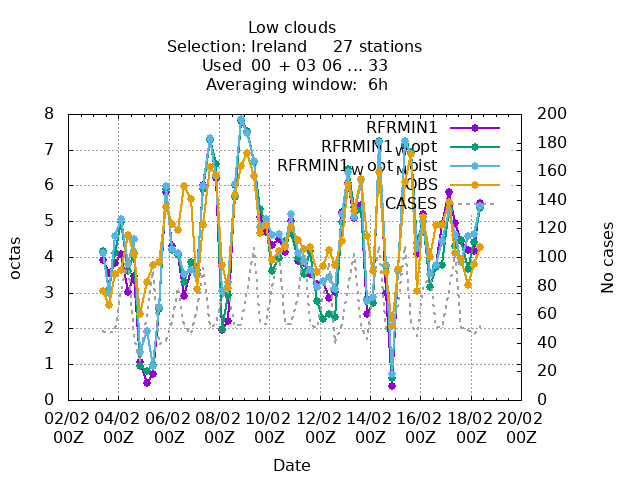 Low clouds
Selection: Ireland 27 stations
Used 00 + 03 06 ... 33
Averaging window: 6h
8
7
6
5
4
3
2
1
0
octas
RFRMIN1
RFRMIN1_Wopt
RFRMIN1_W opt_Moist
OBS
CASES
200
180
160
140
120
100
80
60
40
20
0
No cases
02/02 04/02 06/02 08/02 10/02 12/02 14/02 16/02 18/02 20/02
00Z 00Z 00Z 00Z 00Z 00Z 00Z 00Z 00Z 00Z
Date